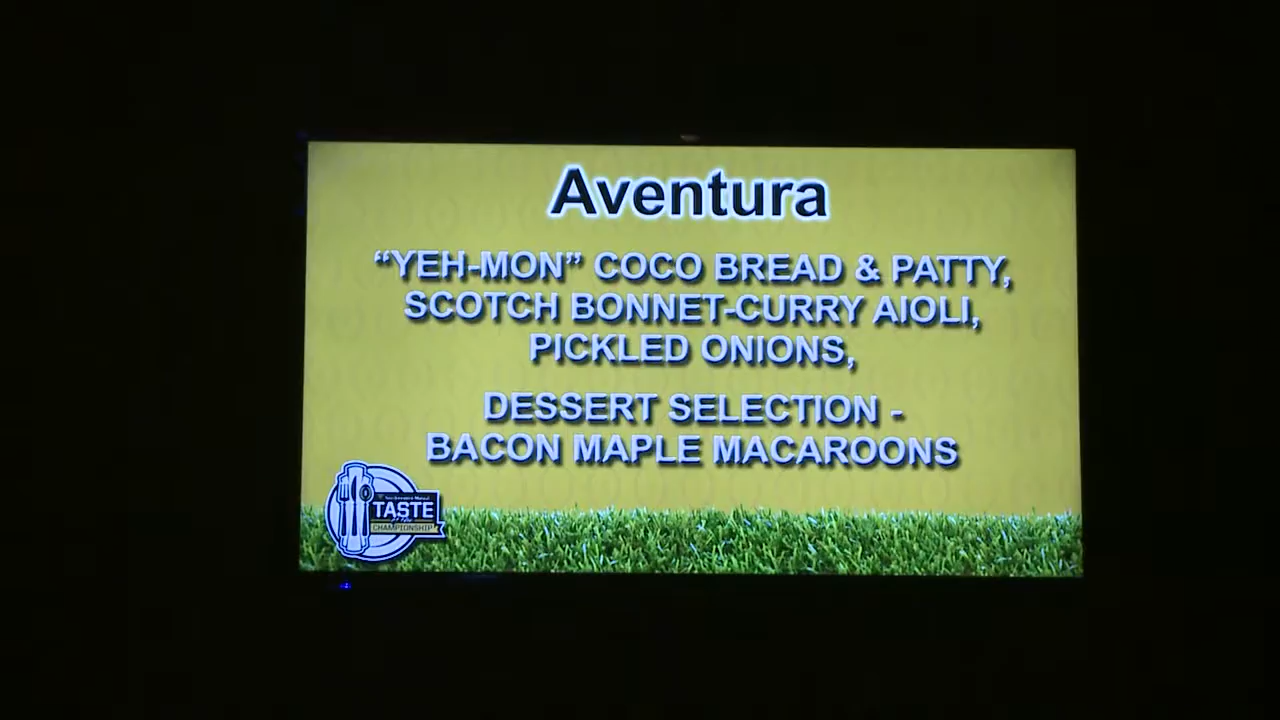 Aventura
“YEH-MON” COCO BREAD & PATTY,
SCOTCH BONNET-CURRY AIOLI,
PICKLED ONIONS,
DESSERT SELECTION -
BACON MAPLE MACAROONS
TASTE
CHAMPIONSHIP